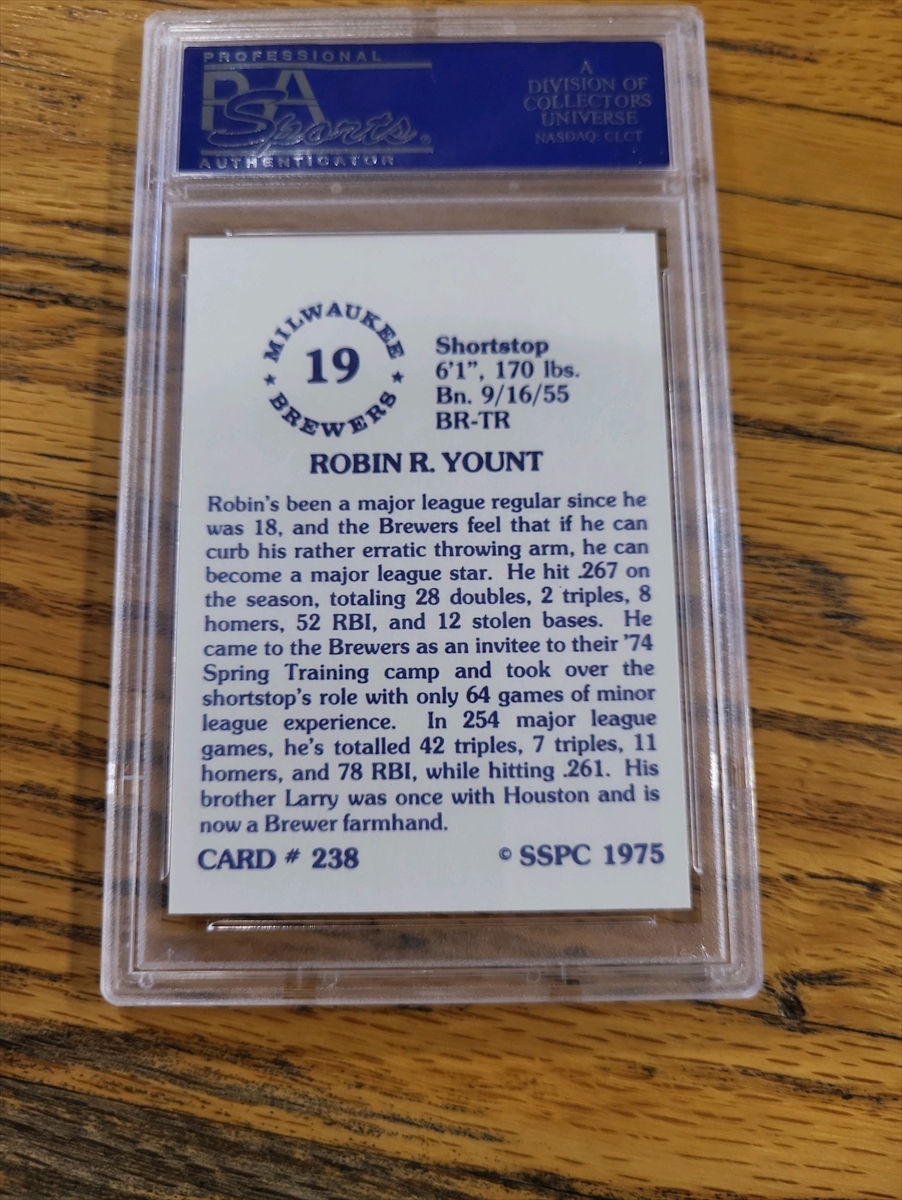 PROFESSIONAL
PSA
Sports®
AUTHENTICATOR
A
DIVISION OF
COLLECTORS
UNIVERSE
NASDAQ: CLCT
MILWAUKEE
19
BREWERS
Shortstop
6'1", 170 lbs.
Bn. 9/16/55
BR-TR
ROBIN R. YOUNT
Robin's been a major league regular since he
was 18, and the Brewers feel that if he can
curb his rather erratic throwing arm, he can
become a major league star. He hit .267 on
the season, totaling 28 doubles, 2 triples, 8
homers, 52 RBI, and 12 stolen bases. He
came to the Brewers as an invitee to their '74
Spring Training camp and took over the
shortstop's role with only 64 games of minor
league experience. In 254 major league
games, he's totalled 42 triples, 7 triples, 11
homers, and 78 RBI, while hitting .261. His
brother Larry was once with Houston and is
now a Brewer farmhand.
CARD # 238
© SSPC 1975